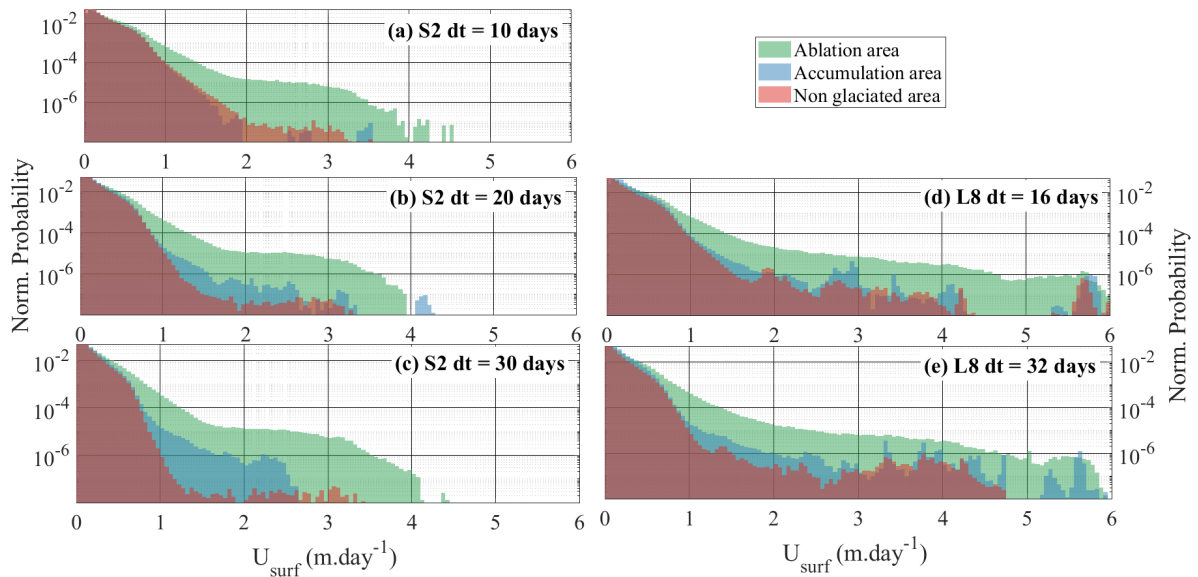 (a) S2 dt = 10 days
10^-2
10^-4
10^-6
0 1 2 3 4 5 6
Ablation area
Accumulation area
Non glaciated area
Norm. Probability
(b) S2 dt = 20 days
10^-2
10^-4
10^-6
0 1 2 3 4 5 6
(c) S2 dt = 30 days
10^-2
10^-4
10^-6
0 1 2 3 4 5 6
U_surf (m.day^-1)
(d) L8 dt = 16 days
10^-2
10^-4
10^-6
0 1 2 3 4 5 6
Norm. Probability
(e) L8 dt = 32 days
10^-2
10^-4
10^-6
0 1 2 3 4 5 6
U_surf (m.day^-1)